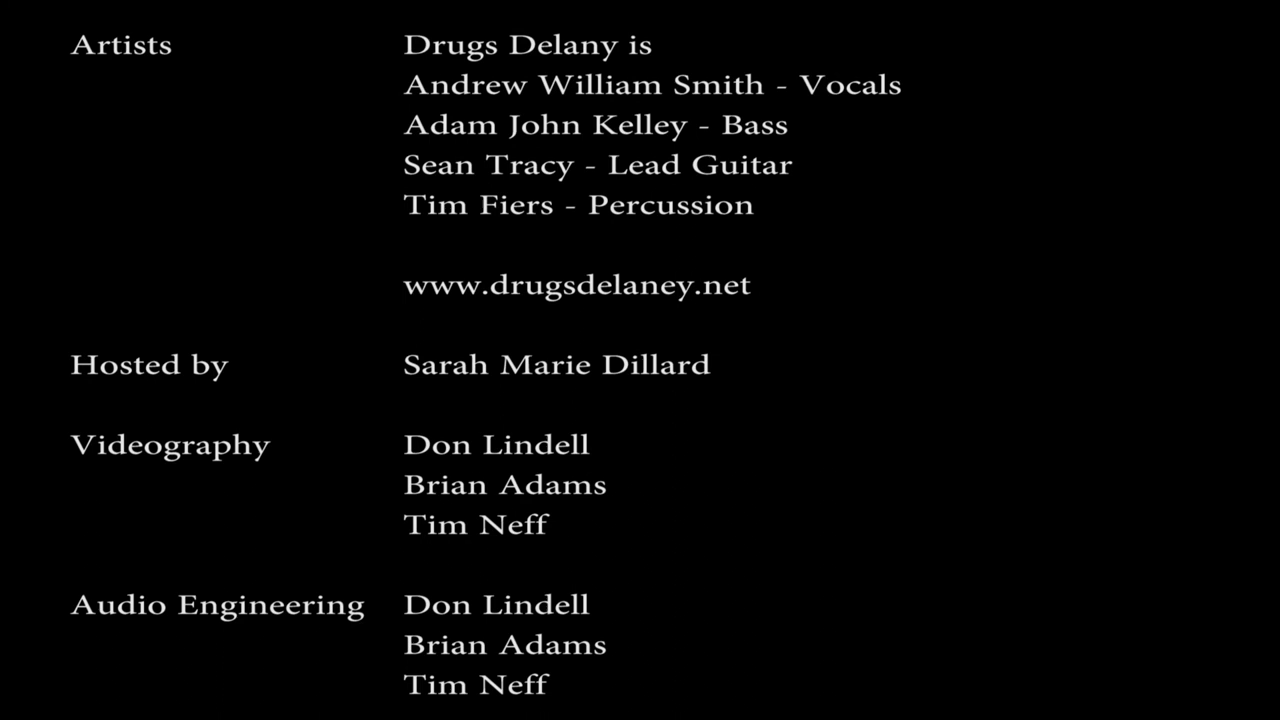 Artists Drugs Delany is
Andrew William Smith - Vocals
Adam John Kelley - Bass
Sean Tracy - Lead Guitar
Tim Fiers - Percussion
www.drugsdelaney.net
Hosted by Sarah Marie Dillard
Videography Don Lindell
Brian Adams
Tim Neff
Audio Engineering Don Lindell
Brian Adams
Tim Neff